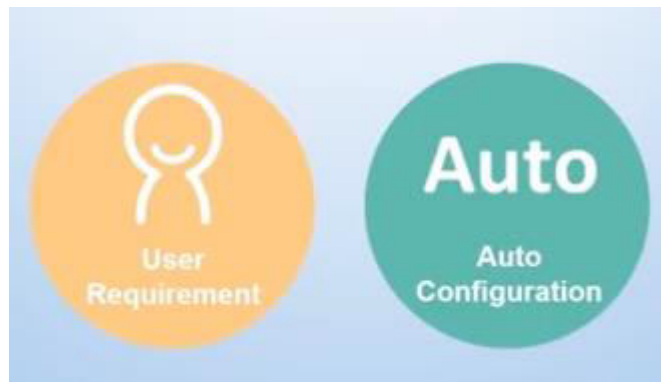 User
Requirement
Auto
Auto
Configuration